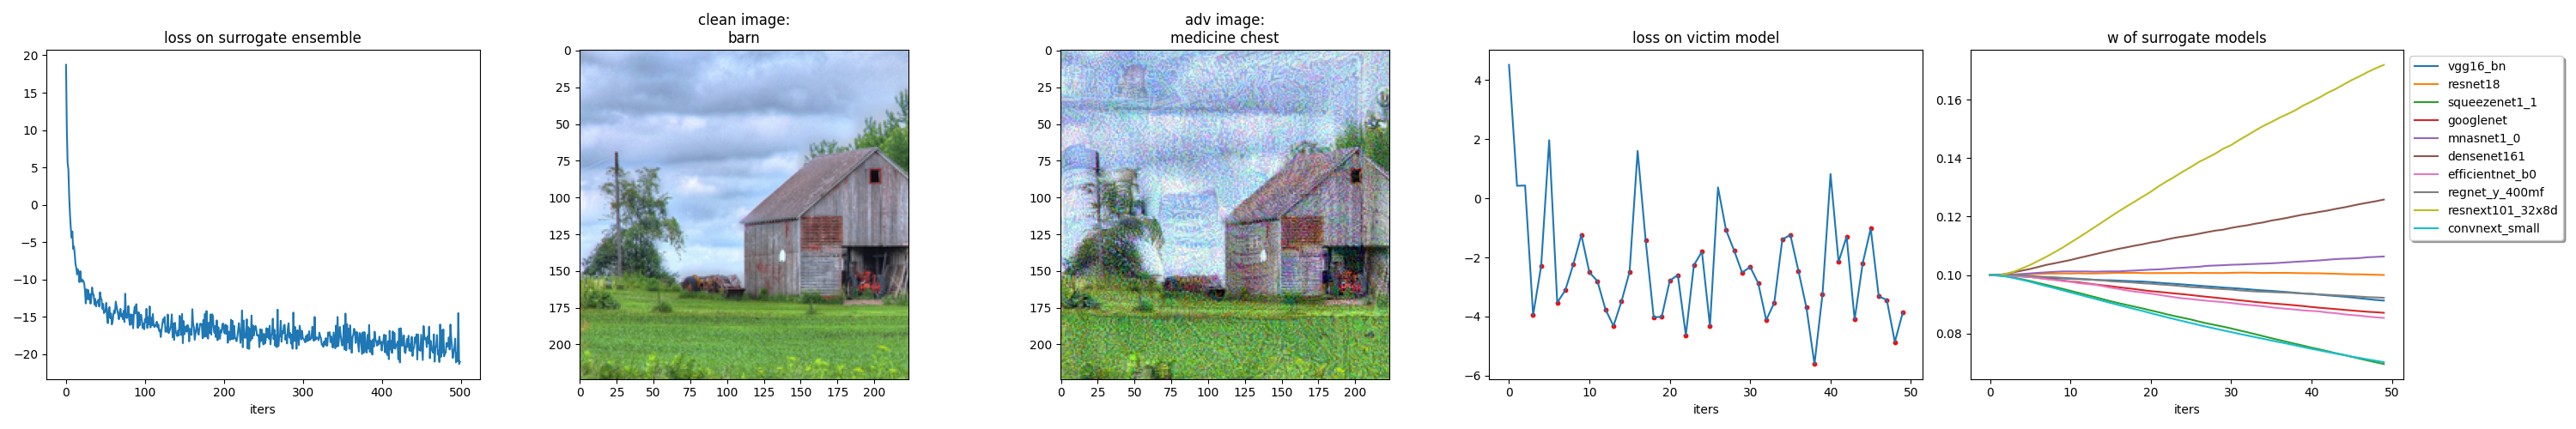 loss on surrogate ensemble
20
15
10
5
0
−5
−10
−15
−20
0 100 200 300 400 500
iters
clean image:
barn
0
25
50
75
100
125
150
175
200
0 25 50 75 100 125 150 175 200
adv image:
medicine chest
0
25
50
75
100
125
150
175
200
0 25 50 75 100 125 150 175 200
loss on victim model
4
2
0
−2
−4
−6
0 10 20 30 40 50
iters
w of surrogate models
0.16
0.14
0.12
0.10
0.08
0 10 20 30 40 50
iters
vgg16_bn
resnet18
squeezenet1_1
googlenet
mnasnet1_0
densenet161
efficientnet_b0
regnet_y_400mf
resnext101_32x8d
convnext_small